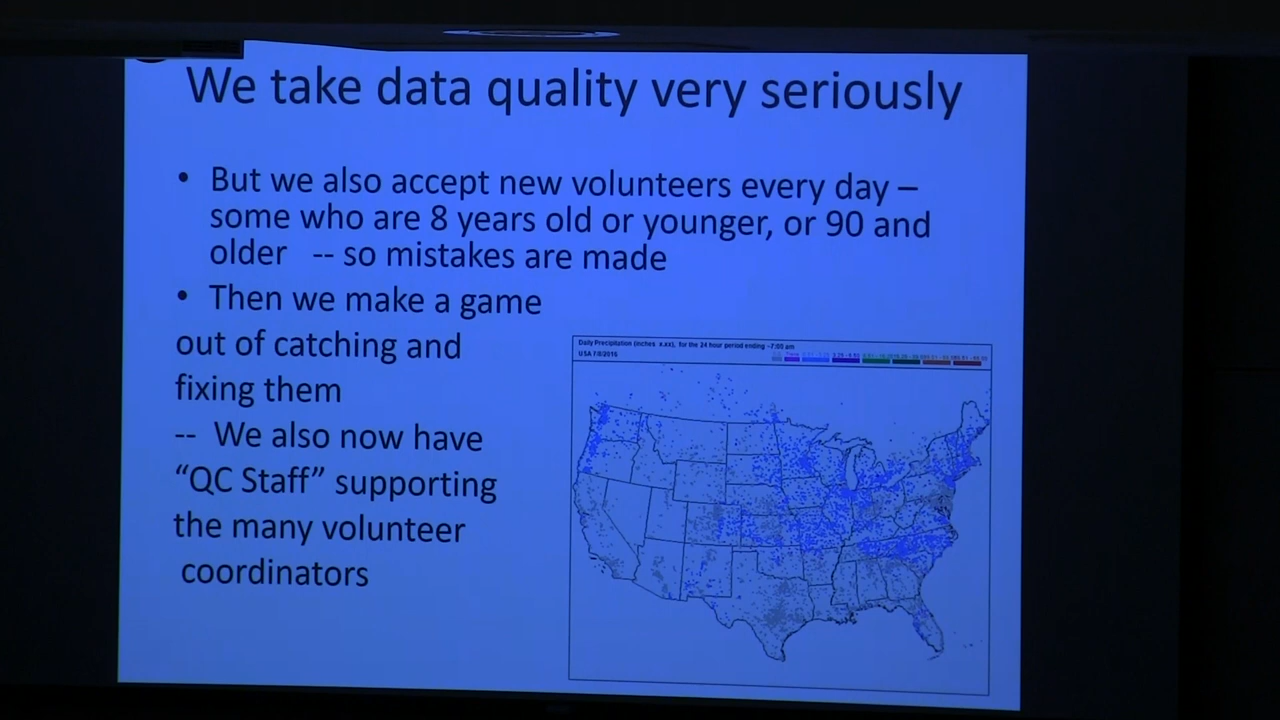 We take data quality very seriously
• But we also accept new volunteers every day –
some who are 8 years old or younger, or 90 and
older -- so mistakes are made
• Then we make a game
out of catching and
fixing them
-- We also now have
“QC Staff” supporting
the many volunteer
coordinators
Daily Precipitation (inches x.xx), for the 24 hour period ending ~7:00 am
USA 7/8/2016